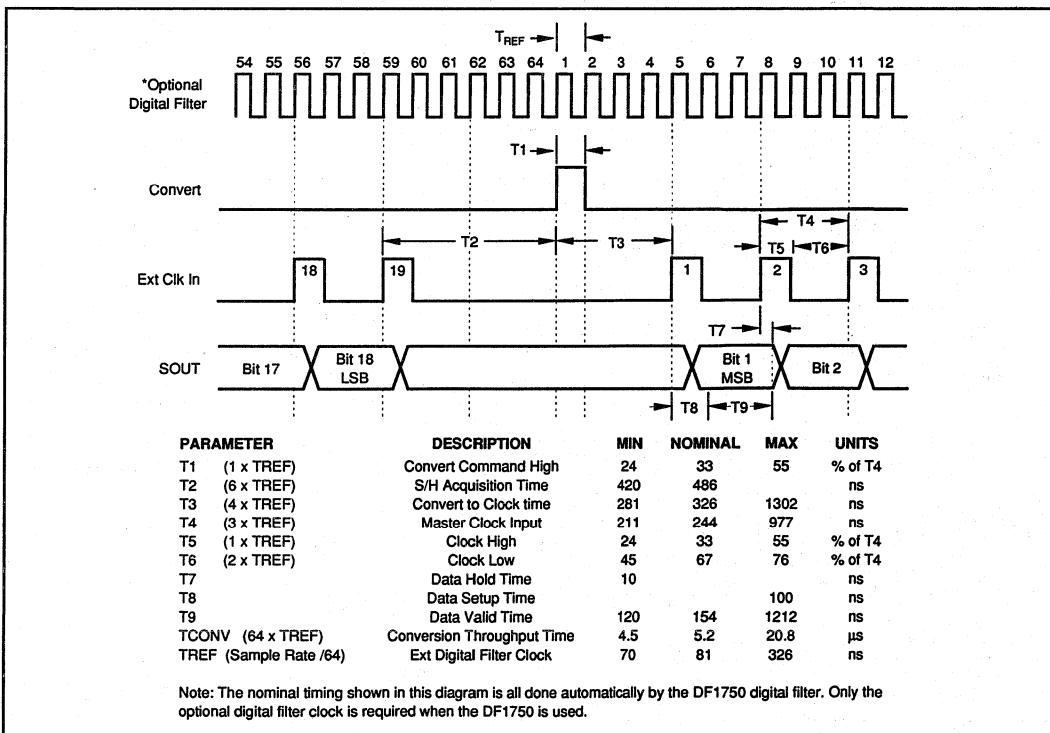 TREF
54 55 56 57 58 59 60 61 62 63 64 1 2 3 4 5 6 7 8 9 10 11 12
*Optional
Digital Filter
T1
Convert
T4
T2 T3 T5 T6
Ext Clk In
18 19 1 2 3
T7
SOUT
Bit 17
Bit 18
LSB
Bit 1
MSB
Bit 2
T8 T9
PARAMETER DESCRIPTION MIN NOMINAL MAX UNITS
T1 (1 x TREF) Convert Command High 24 33 55 % of T4
T2 (6 x TREF) S/H Acquisition Time 420 486 ns
T3 (4 x TREF) Convert to Clock time 281 326 1302 ns
T4 (3 x TREF) Master Clock Input 211 244 977 ns
T5 (1 x TREF) Clock High 24 33 55 % of T4
T6 (2 x TREF) Clock Low 45 67 76 % of T4
T7 Data Hold Time 10 ns
T8 Data Setup Time 100 ns
T9 Data Valid Time 120 154 1212 ns
TCONV (64 x TREF) Conversion Throughput Time 4.5 5.2 20.8 µs
TREF (Sample Rate /64) Ext Digital Filter Clock 70 81 326 ns
Note: The nominal timing shown in this diagram is all done automatically by the DF1750 digital filter. Only the
optional digital filter clock is required when the DF1750 is used.